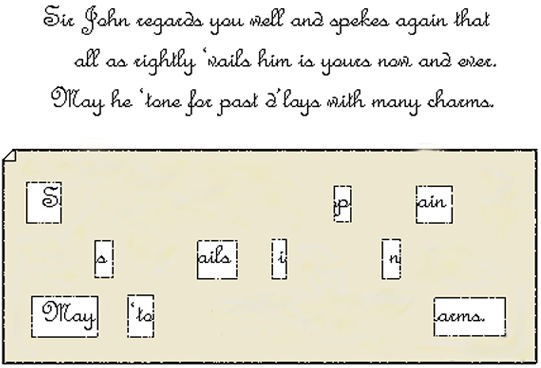 Sir John regards you well and spekes again that
all as rightly 'vails him is yours now and ever.
May he 'tone for past d'lays with many charms.
S p ain
s ails i n
May 'to arms.